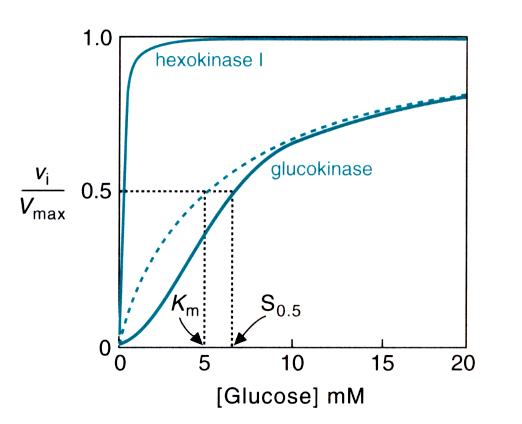 1.0
hexokinase I
glucokinase
vi
Vmax
0.5
Km
S0.5
0
0 5 10 15 20
[Glucose] mM